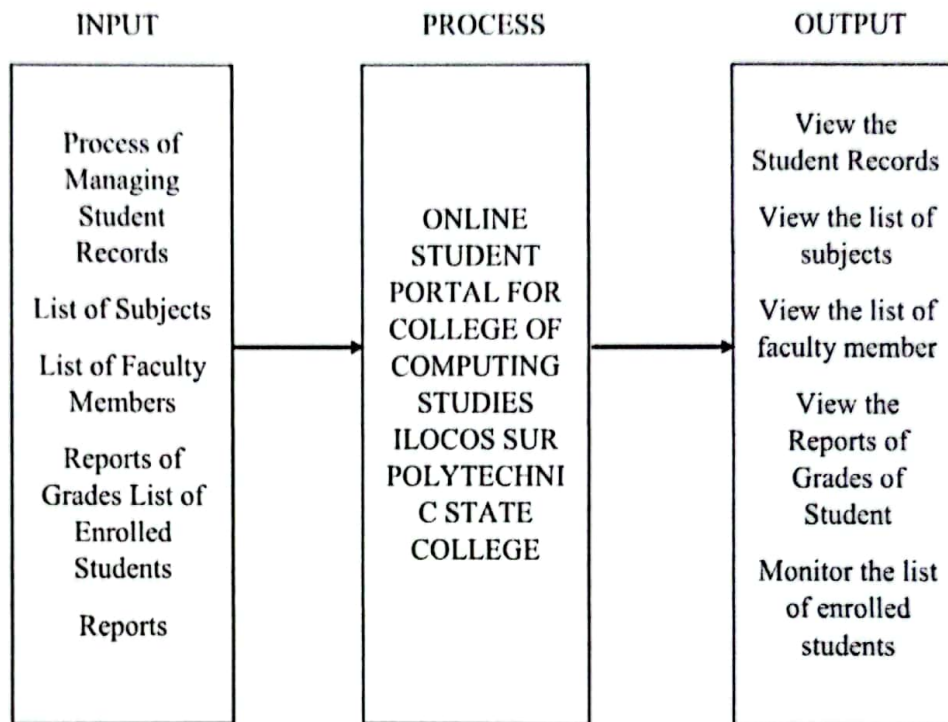 INPUT
PROCESS
OUTPUT
Process of
Managing
Student
Records
List of Subjects
List of Faculty
Members
Reports of
Grades List of
Enrolled
Students
Reports
ONLINE
STUDENT
PORTAL FOR
COLLEGE OF
COMPUTING
STUDIES
ILOCOS SUR
POLYTECHNI
C STATE
COLLEGE
View the
Student Records
View the list of
subjects
View the list of
faculty member
View the
Reports of
Grades of
Student
Monitor the list
of enrolled
students